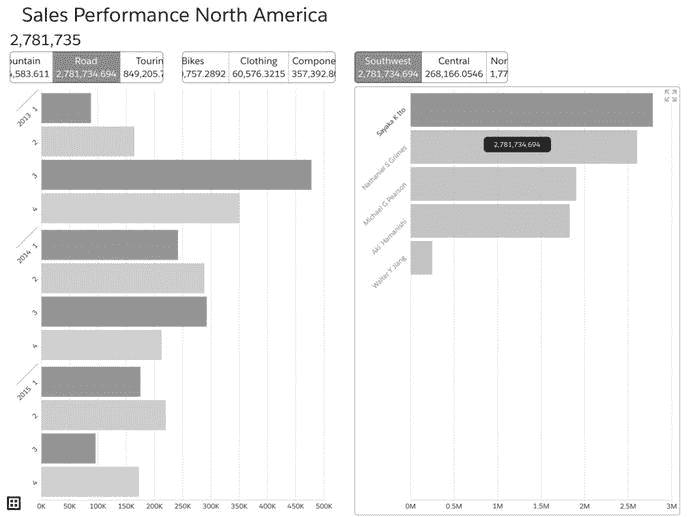 Sales Performance North America
2,781,735
untain Road Tourin
,583.611 2,781,734.694 849,205.7
Bikes Clothing Compone
,757.2892 60,576.3215 357,392.8
Southwest Central Nor
2,781,734.694 268,166.0546 1,77
2013 1
2
3
4
2014 1
2
3
4
2015 1
2
3
4
0K 50K 100K 150K 200K 250K 300K 350K 400K 450K 500K
Sayaka K Ito
Nathaniel S Grimes
2,781,734.694
Michael G Pearson
Aki Hamanishi
Walter T Jiang
0M 0.5M 1M 1.5M 2M 2.5M 3M